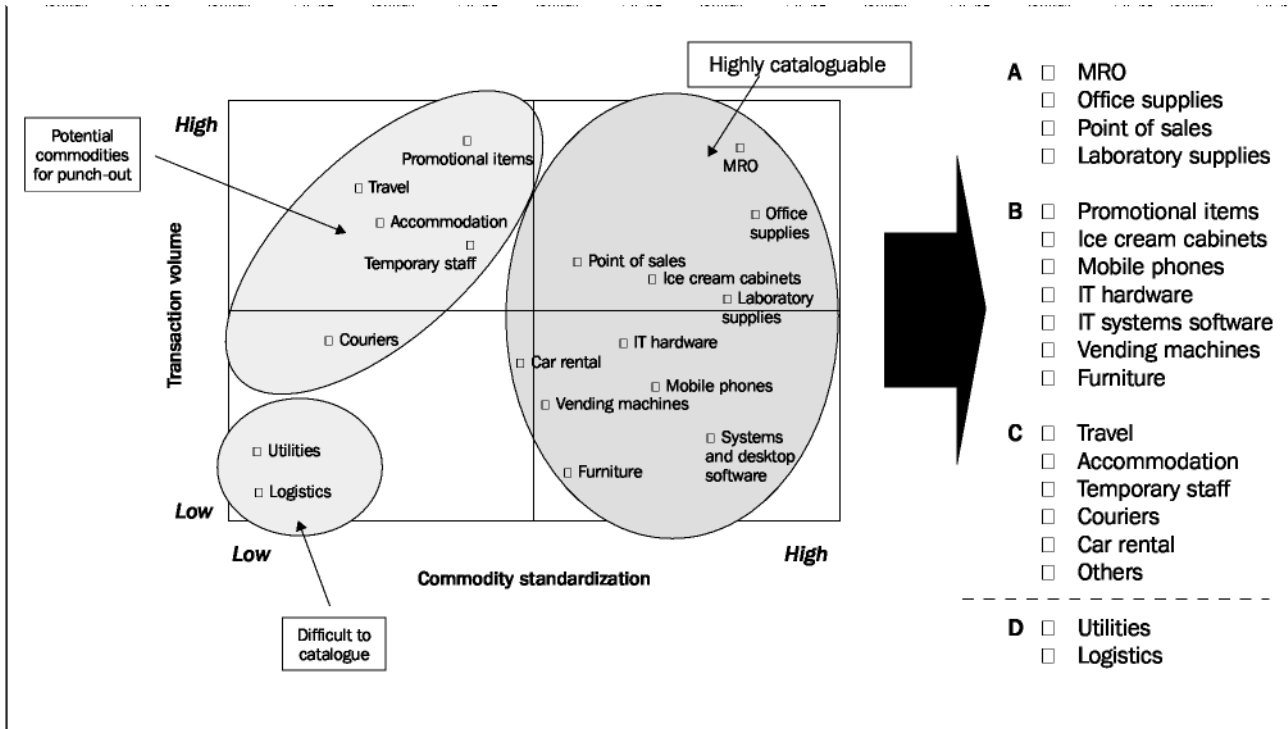 Highly cataloguable
High
Potential
commodities
for punch-out
Promotional items
MRO
Travel
Accommodation
Office
supplies
Temporary staff
Point of sales
Ice cream cabinets
Laboratory
supplies
Transaction volume
Couriers
IT hardware
Car rental
Mobile phones
Vending machines
Utilities
Systems
and desktop
software
Furniture
Logistics
Low
Low
High
Commodity standardization
Difficult to
catalogue
A □ MRO
□ Office supplies
□ Point of sales
□ Laboratory supplies
B □ Promotional items
□ Ice cream cabinets
□ Mobile phones
□ IT hardware
□ IT systems software
□ Vending machines
□ Furniture
C □ Travel
□ Accommodation
□ Temporary staff
□ Couriers
□ Car rental
□ Others
D □ Utilities
□ Logistics